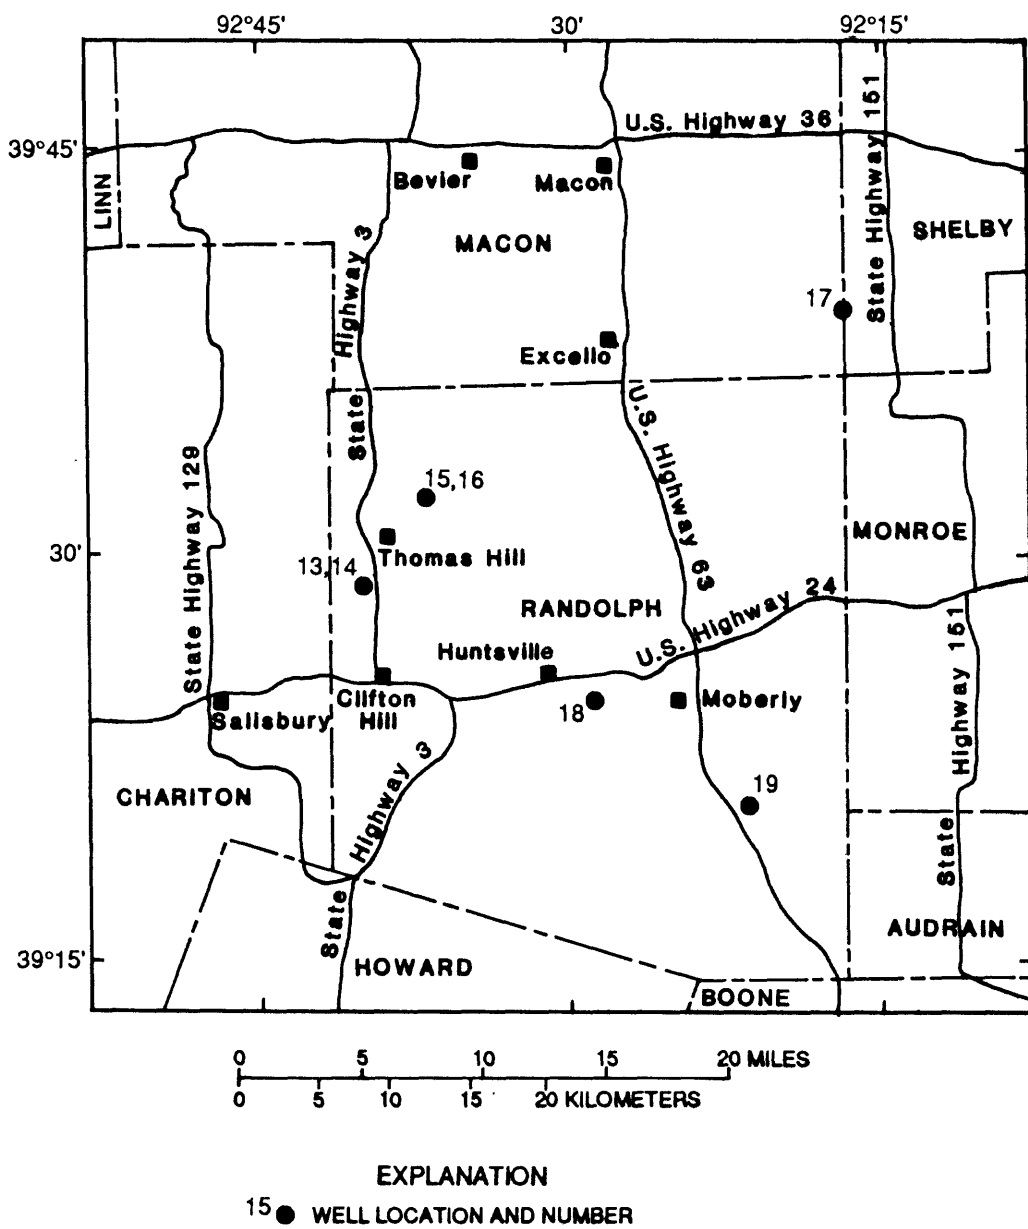 92°45'
30'
92°15'
39°45'
U.S. Highway 36
State Highway 151
LINN
Bevier
Macon
MACON
SHELBY
State Highway 3
17
Excello
State Highway 129
U.S. Highway 63
15,16
30'
Thomas Hill
13,14
MONROE
RANDOLPH
U.S. Highway 24
Huntsville
Salisbury
Clifton
Hill
18
Moberly
State Highway 151
CHARITON
State Highway 3
19
AUDRAIN
39°15'
HOWARD
BOONE
0 5 10 15 20 MILES
0 5 10 15 20 KILOMETERS
EXPLANATION
15 WELL LOCATION AND NUMBER